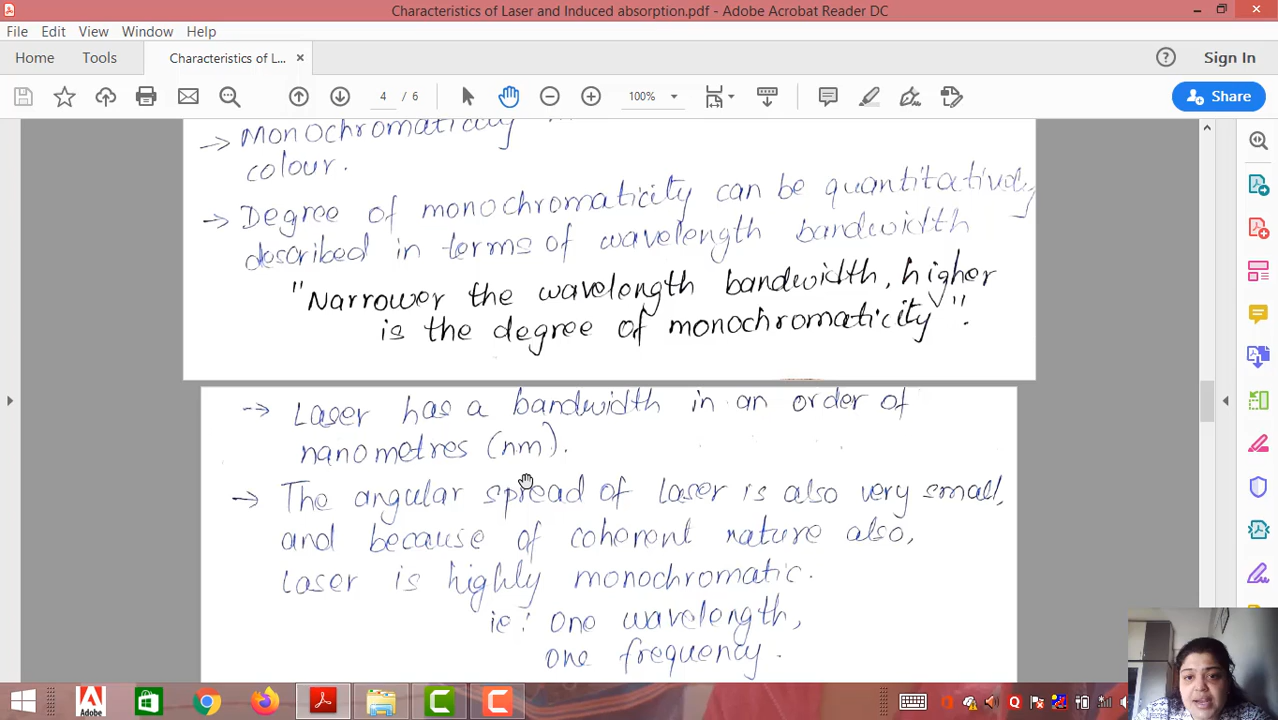 Characteristics of Laser and Induced absorption.pdf - Adobe Acrobat Reader DC
File Edit View Window Help
Home Tools Characteristics of L... × Sign In
4 / 6 100% Share
→ Monochromaticity
colour.
→ Degree of monochromaticity can be quantitatively
described in terms of wavelength bandwidth
"Narrower the wavelength bandwidth, higher
is the degree of monochromaticity".
→ Laser has a bandwidth in an order of
nanometres (nm).
→ The angular spread of laser is also very small,
and because of coherent nature also,
Laser is highly monochromatic.
ie: one wavelength,
one frequency.
Adobe